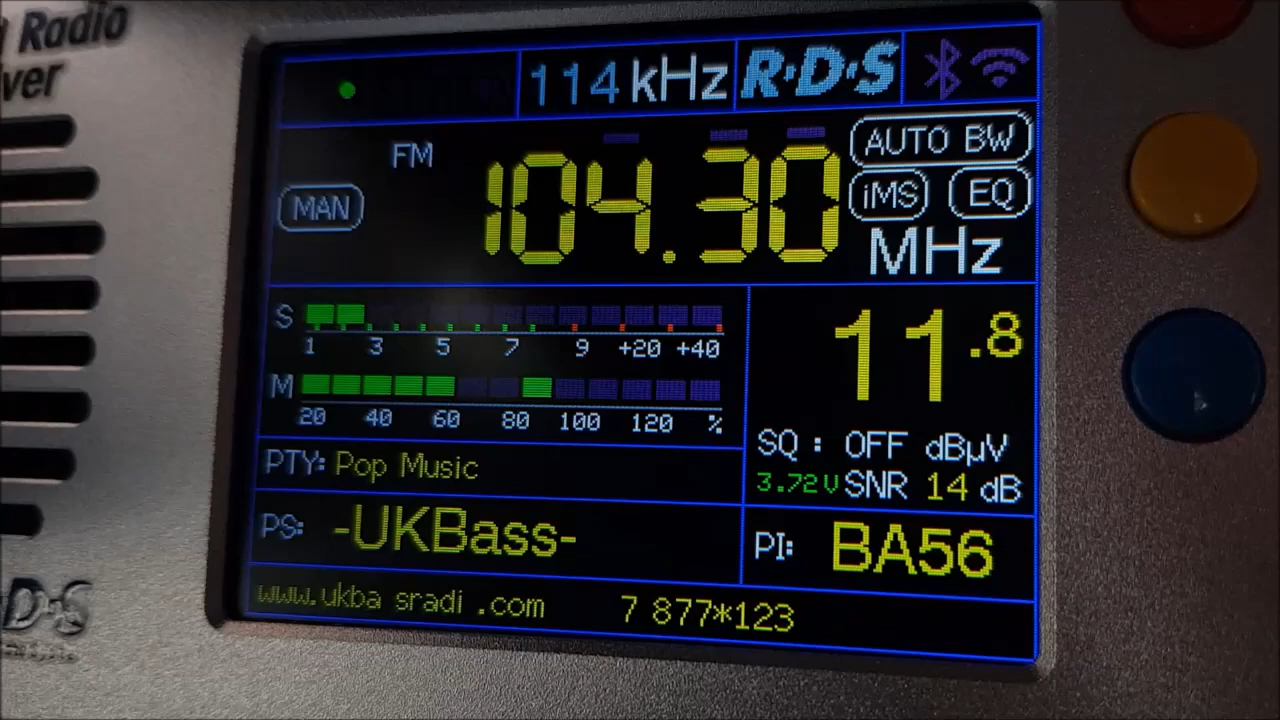 Radio
114 kHz R·D·S
FM 104.30 AUTO BW
MAN iMS EQ
MHz
S
1 3 5 7 9 +20 +40
11.8
M
20 40 60 80 100 120 %
SQ : OFF dBµV
PTY: Pop Music
3.72V SNR 14 dB
PS: -UKBass-
PI: BA56
www.ukba sradi .com 7 877*123
D·S